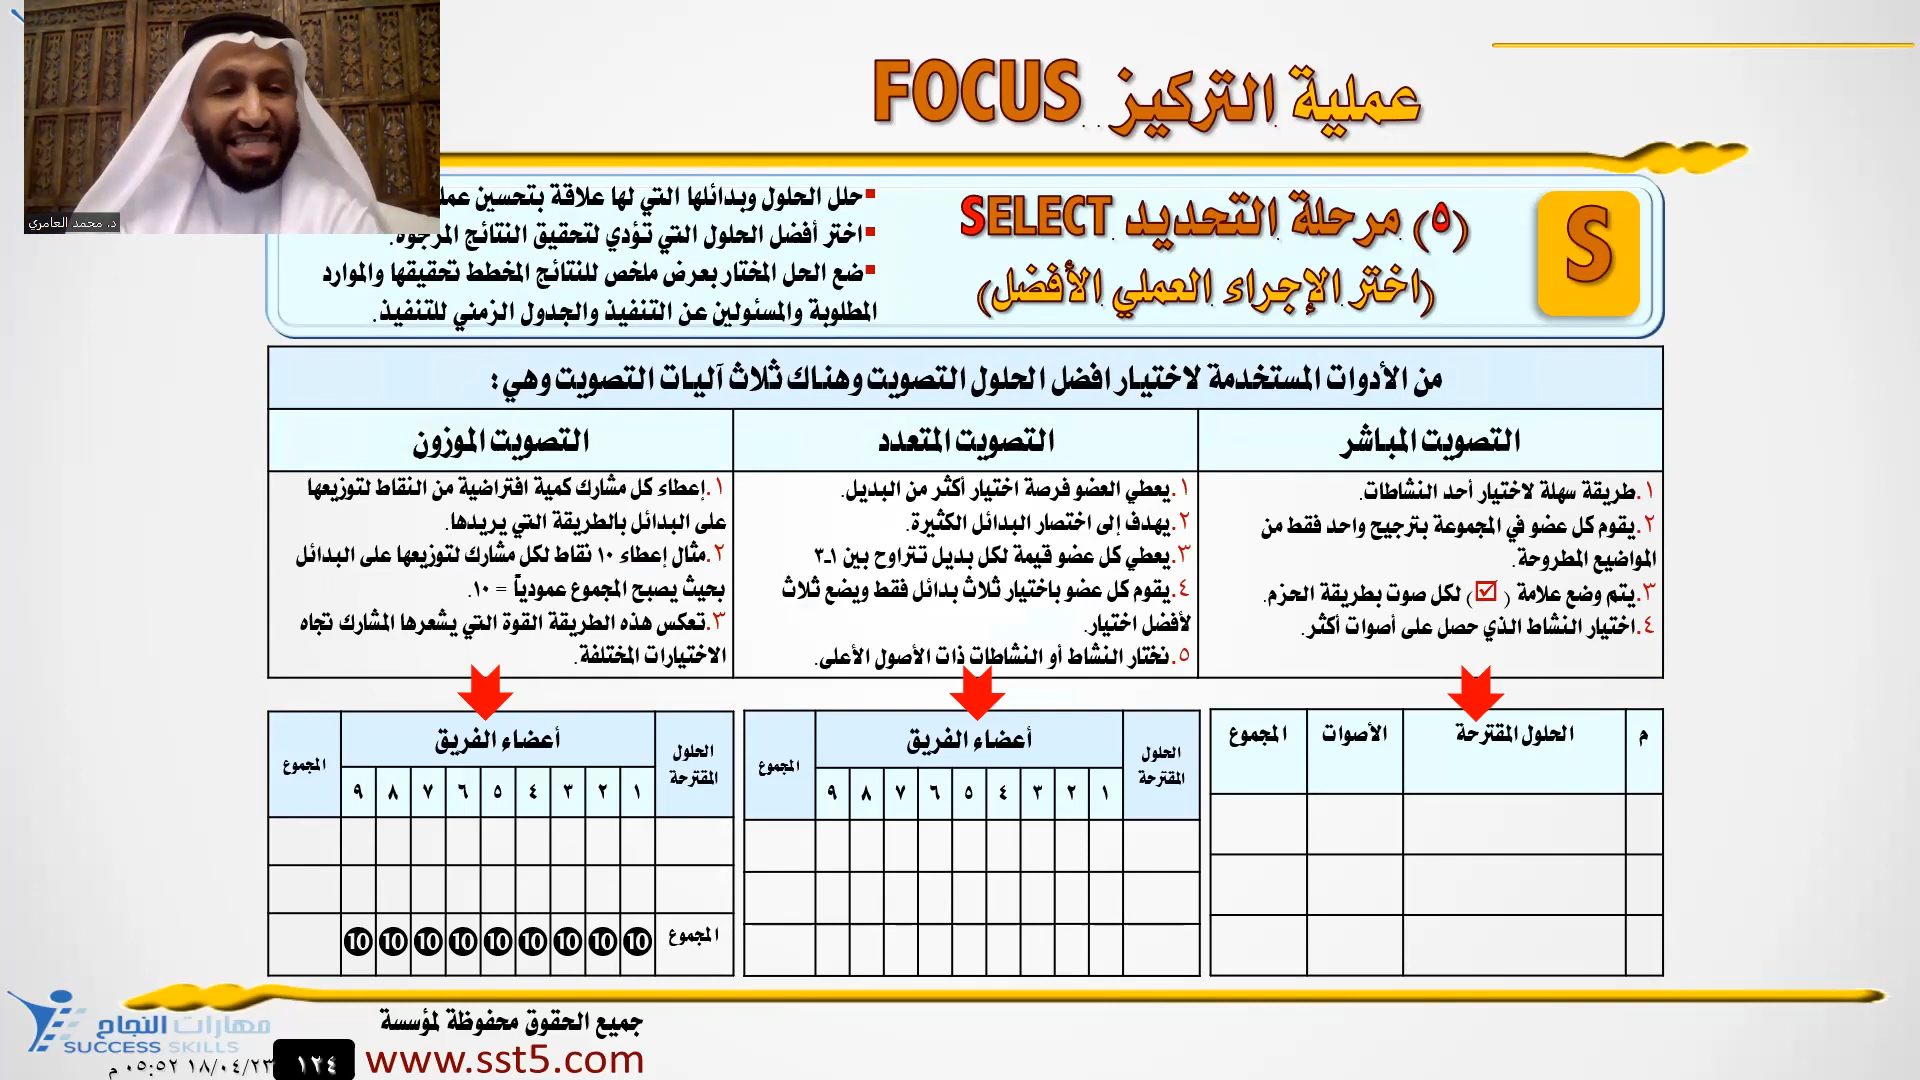 عملية التركيز FOCUS
S
(٥) مرحلة التحديد SELECT
(اختر الإجراء العملي الأفضل)
حلل الحلول وبدائلها التي لها علاقة بتحسين
اختر أفضل الحلول التي تؤدي لتحقيق النتائج المرجوة.
ضع الحل المختار بعرض ملخص للنتائج المخطط تحقيقها والموارد
المطلوبة والمسئولين عن التنفيذ والجدول الزمني للتنفيذ.
د. محمد العامري
من الأدوات المستخدمة لاختيار افضل الحلول التصويت وهناك ثلاث آليات التصويت وهي:
التصويت المباشر
١.طريقة سهلة لاختيار أحد النشاطات.
٢.يقوم كل عضو في المجموعة بترجيح واحد فقط من
المواضيع المطروحة.
٣.يتم وضع علامة (☑) لكل صوت بطريقة الحزم.
٤.اختيار النشاط الذي حصل على أصوات أكثر.
التصويت المتعدد
١.يعطي العضو فرصة اختيار أكثر من البديل.
٢.يهدف إلى اختصار البدائل الكثيرة.
٣.يعطي كل عضو قيمة لكل بديل تتراوح بين ١-٣
٤.يقوم كل عضو باختيار ثلاث بدائل فقط ويضع ثلاث
لأفضل اختيار.
٥.نختار النشاط أو النشاطات ذات الأصول الأعلى.
التصويت الموزون
١.إعطاء كل مشارك كمية افتراضية من النقاط لتوزيعها
على البدائل بالطريقة التي يريدها.
٢.مثال إعطاء ١٠ نقاط لكل مشارك لتوزيعها على البدائل
بحيث يصبح المجموع عمودياً = ١٠.
٣.تعكس هذه الطريقة القوة التي يشعرها المشارك تجاه
الاختيارات المختلفة.
م الحلول المقترحة الأصوات المجموع
الحلول المقترحة أعضاء الفريق المجموع
١ ٢ ٣ ٤ ٥ ٦ ٧ ٨ ٩
الحلول المقترحة أعضاء الفريق المجموع
١ ٢ ٣ ٤ ٥ ٦ ٧ ٨ ٩
المجموع 10 10 10 10 10 10 10 10 10
جميع الحقوق محفوظة لمؤسسة
www.sst5.com
مهارات النجاح
SUCCESS SKILLS
١٢٤
١٨/٠٤/٢٣ ٠٥:٥٢ م